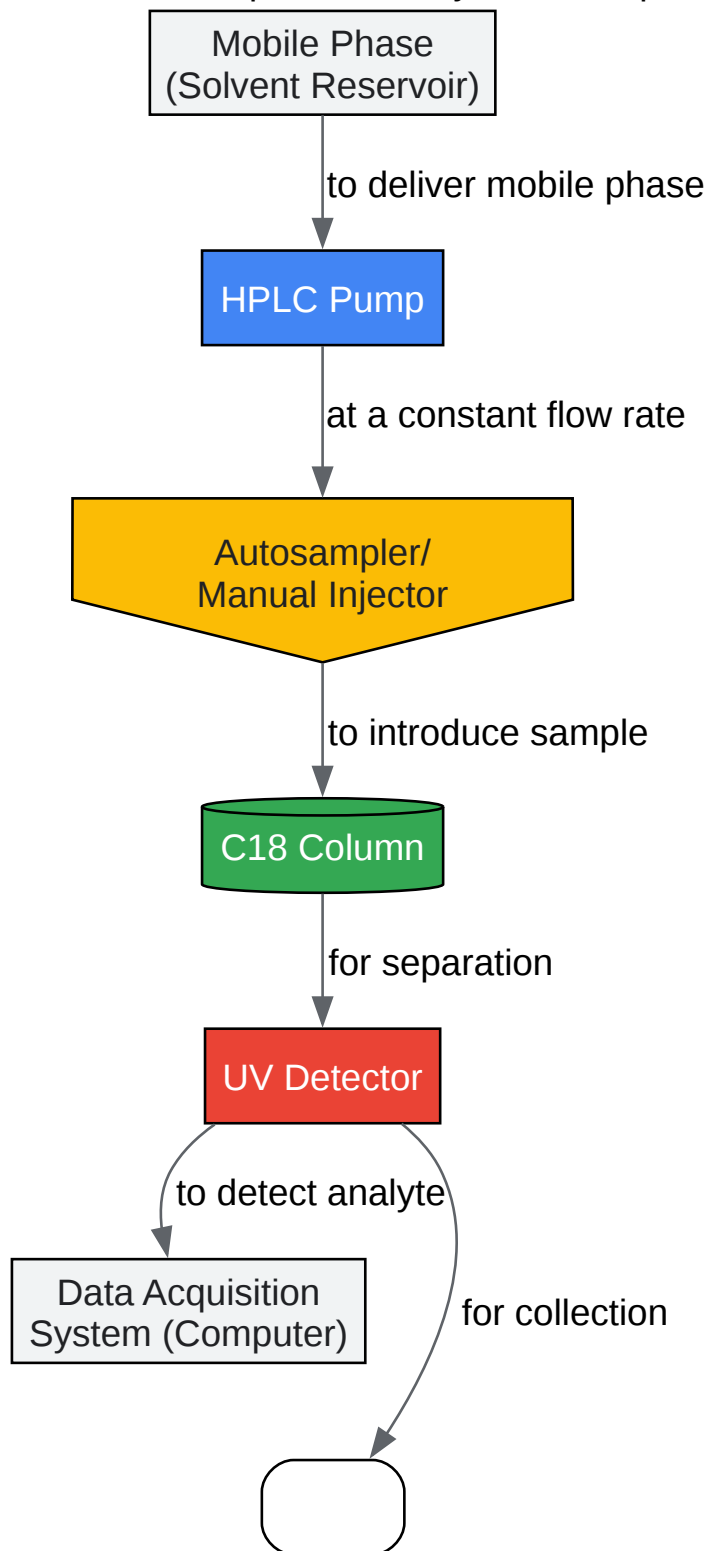 Mobile Phase
(Solvent Reservoir)
to deliver mobile phase
HPLC Pump
at a constant flow rate
Autosampler/
Manual Injector
to introduce sample
C18 Column
for separation
UV Detector
to detect analyte
Data Acquisition
System (Computer)
for collection